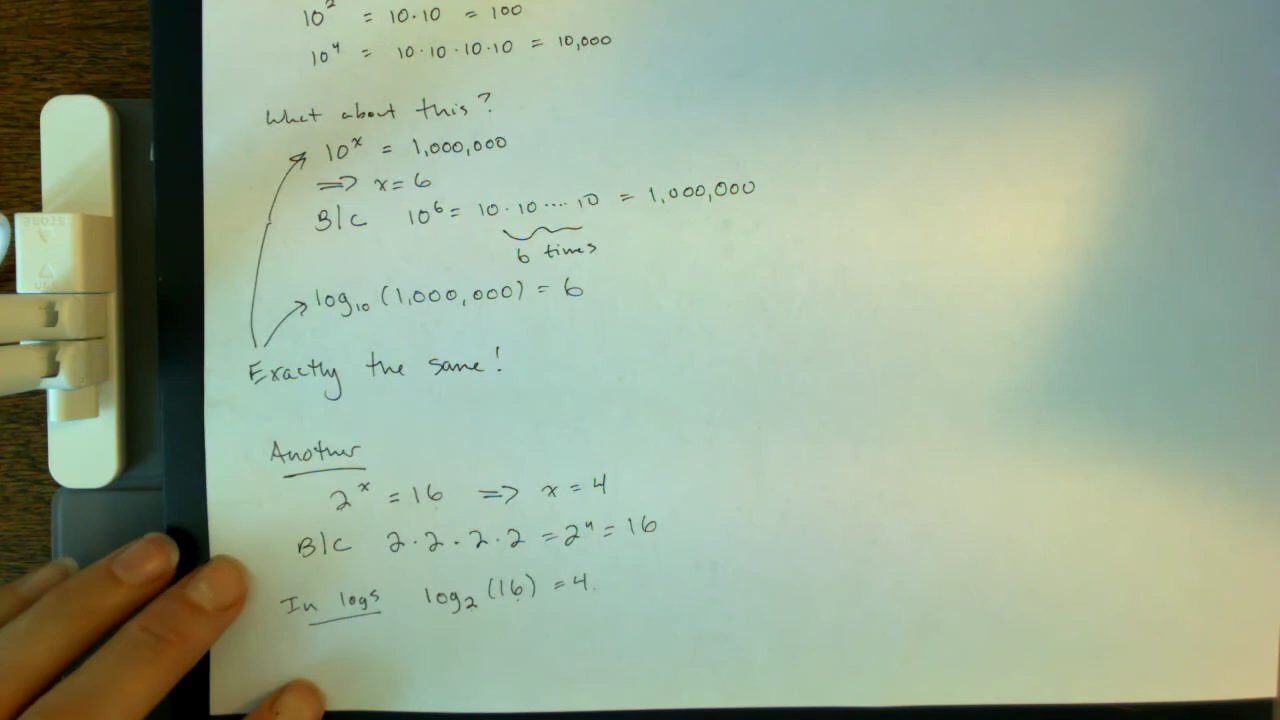 10² = 10·10 = 100
10⁴ = 10·10·10·10 = 10,000
What about this?
10ˣ = 1,000,000
⇒ x = 6
B/c 10⁶ = 10·10····10 = 1,000,000
6 times
log₁₀ (1,000,000) = 6
Exactly the same!
Another
2ˣ = 16 ⇒ x = 4
B/c 2·2·2·2 = 2⁴ = 16
In logs log₂ (16) = 4.